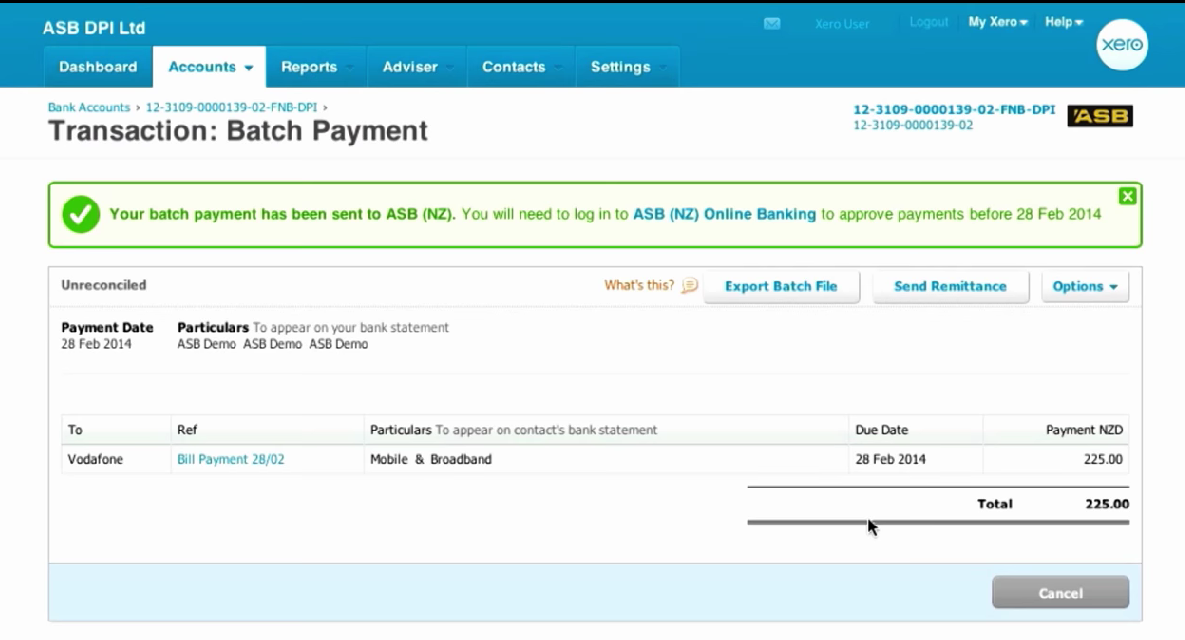 ASB DPI Ltd
Xero User Logout My Xero Help
xero
Dashboard Accounts Reports Adviser Contacts Settings
Bank Accounts › 12-3109-0000139-02-FNB-DPI ›
Transaction: Batch Payment
12-3109-0000139-02-FNB-DPI
12-3109-0000139-02
ASB
Your batch payment has been sent to ASB (NZ). You will need to log in to ASB (NZ) Online Banking to approve payments before 28 Feb 2014
Unreconciled What's this? Export Batch File Send Remittance Options
Payment Date Particulars To appear on your bank statement
28 Feb 2014 ASB Demo ASB Demo ASB Demo
To Ref Particulars To appear on contact's bank statement Due Date Payment NZD
Vodafone Bill Payment 28/02 Mobile & Broadband 28 Feb 2014 225.00
Total 225.00
Cancel